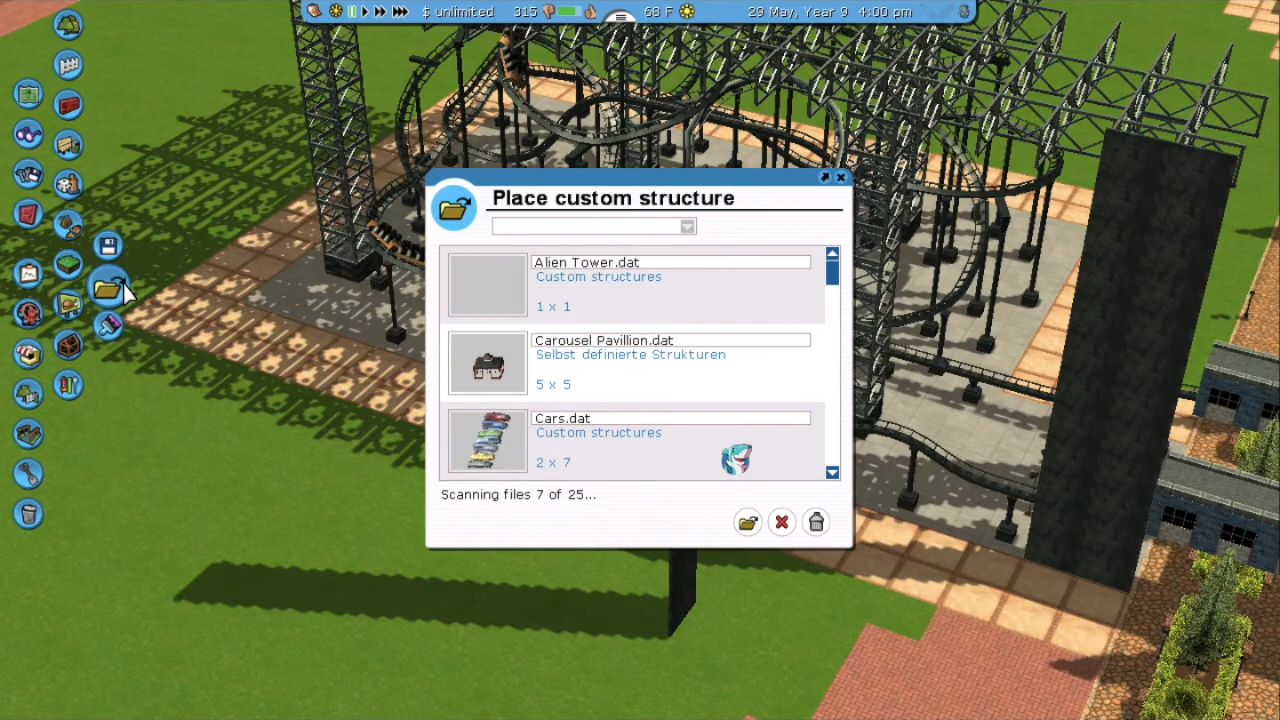 $ unlimited 315 68 F 29 May, Year 9 4:00 pm
Place custom structure
Alien Tower.dat
Custom structures
1 x 1
Carousel Pavillion.dat
Selbst definierte Strukturen
5 x 5
Cars.dat
Custom structures
2 x 7
Scanning files 7 of 25...